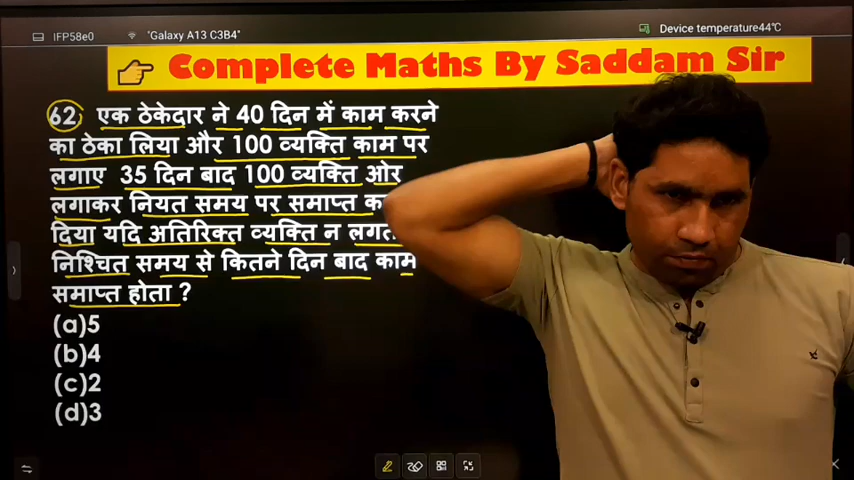 IFP58e0
"Galaxy A13 C3B4"
Device temperature44℃
Complete Maths By Saddam Sir
62. एक ठेकेदार ने 40 दिन में काम करने
का ठेका लिया और 100 व्यक्ति काम पर
लगाए 35 दिन बाद 100 व्यक्ति ओर
लगाकर नियत समय पर समाप्त
दिया यदि अतिरिक्त व्यक्ति न
निश्चित समय से कितने दिन बाद काम
समाप्त होता ?
(a)5
(b)4
(c)2
(d)3